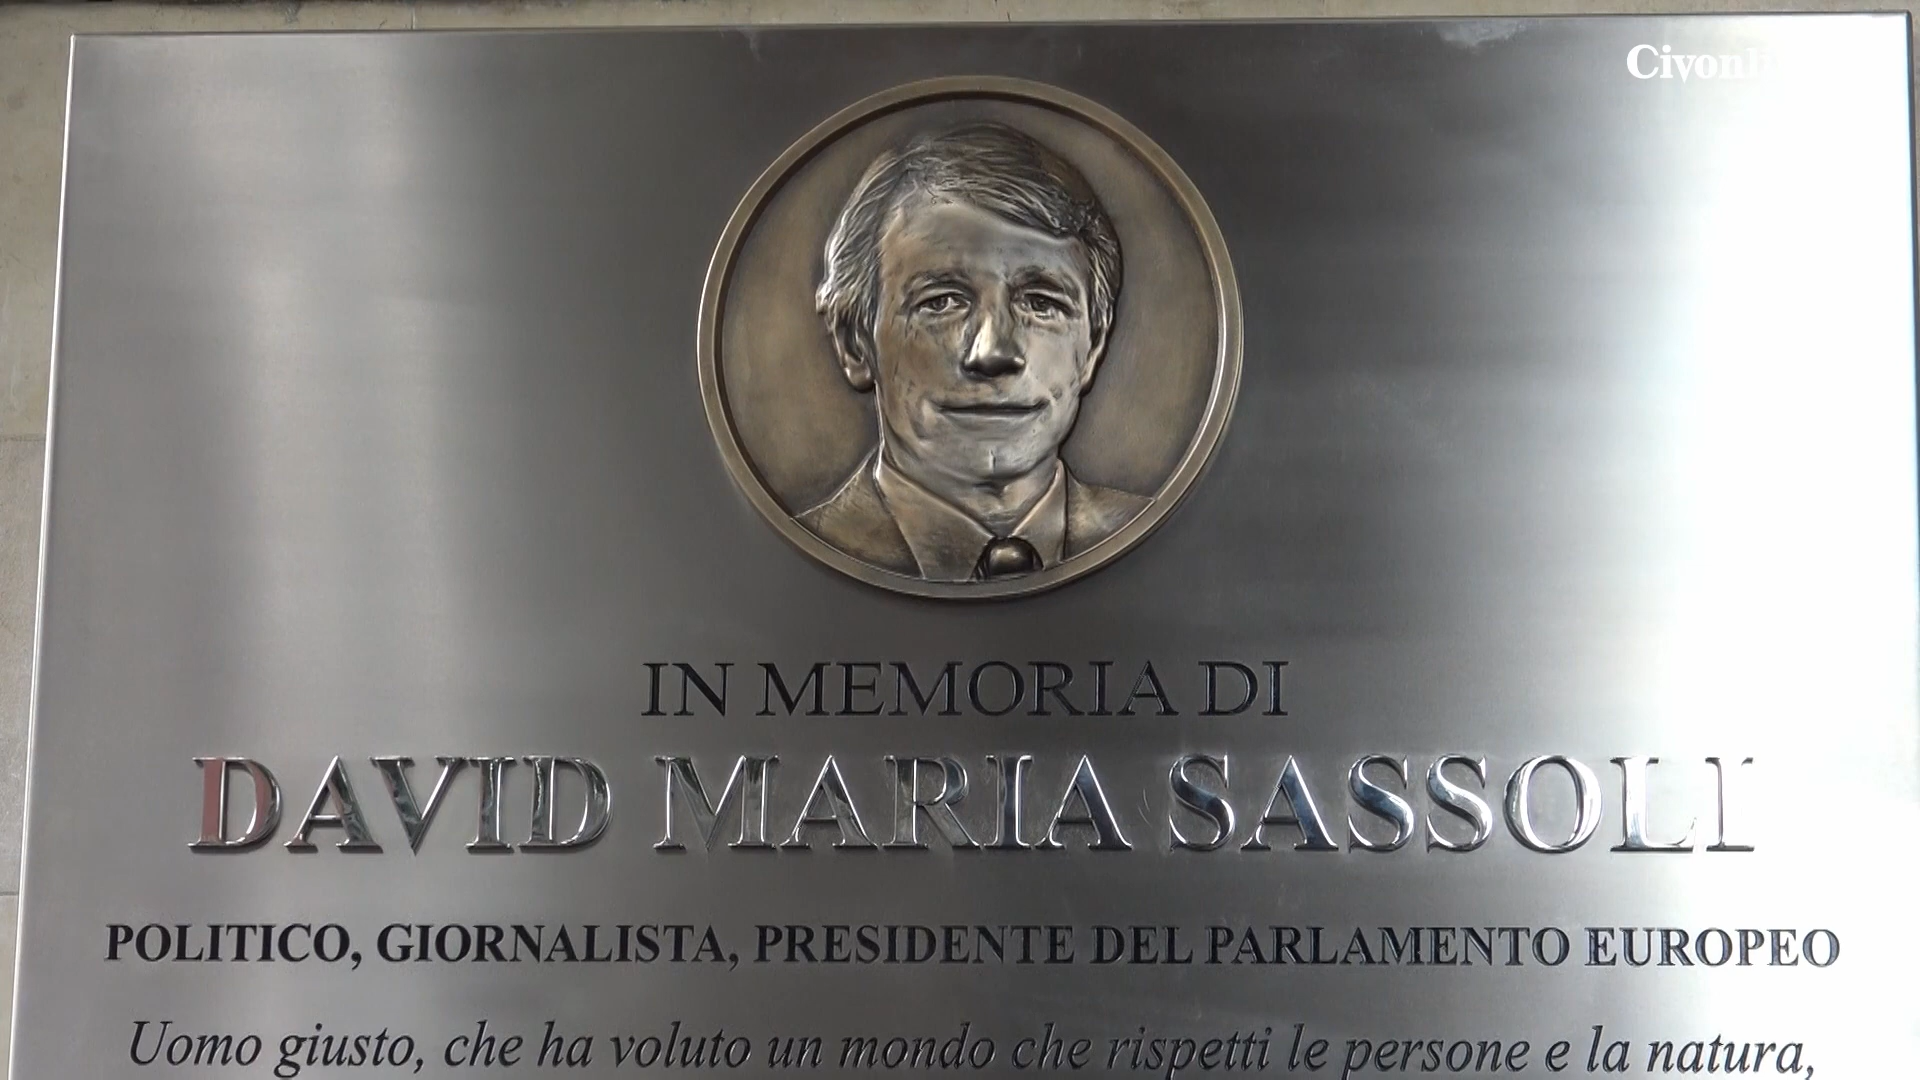 Civonline
IN MEMORIA DI
DAVID MARIA SASSOLI
POLITICO, GIORNALISTA, PRESIDENTE DEL PARLAMENTO EUROPEO
Uomo giusto, che ha voluto un mondo che rispetti le persone e la natura,